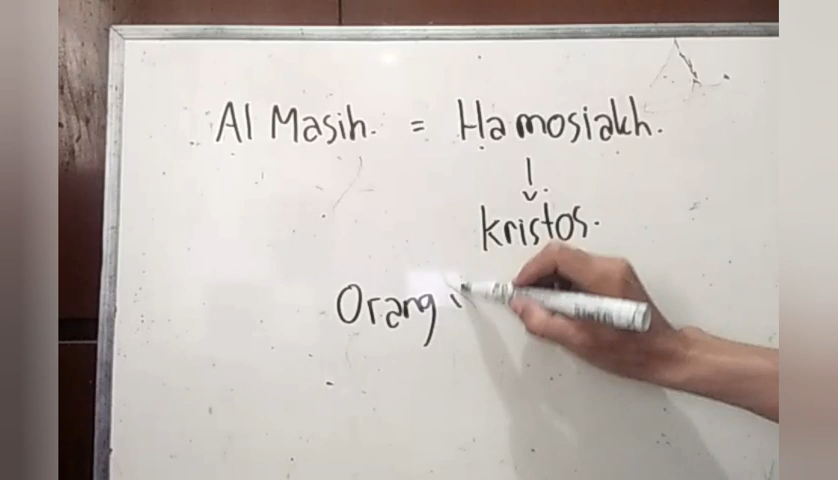 Al Masih. = Hamosiakh.
kristos.
Orang